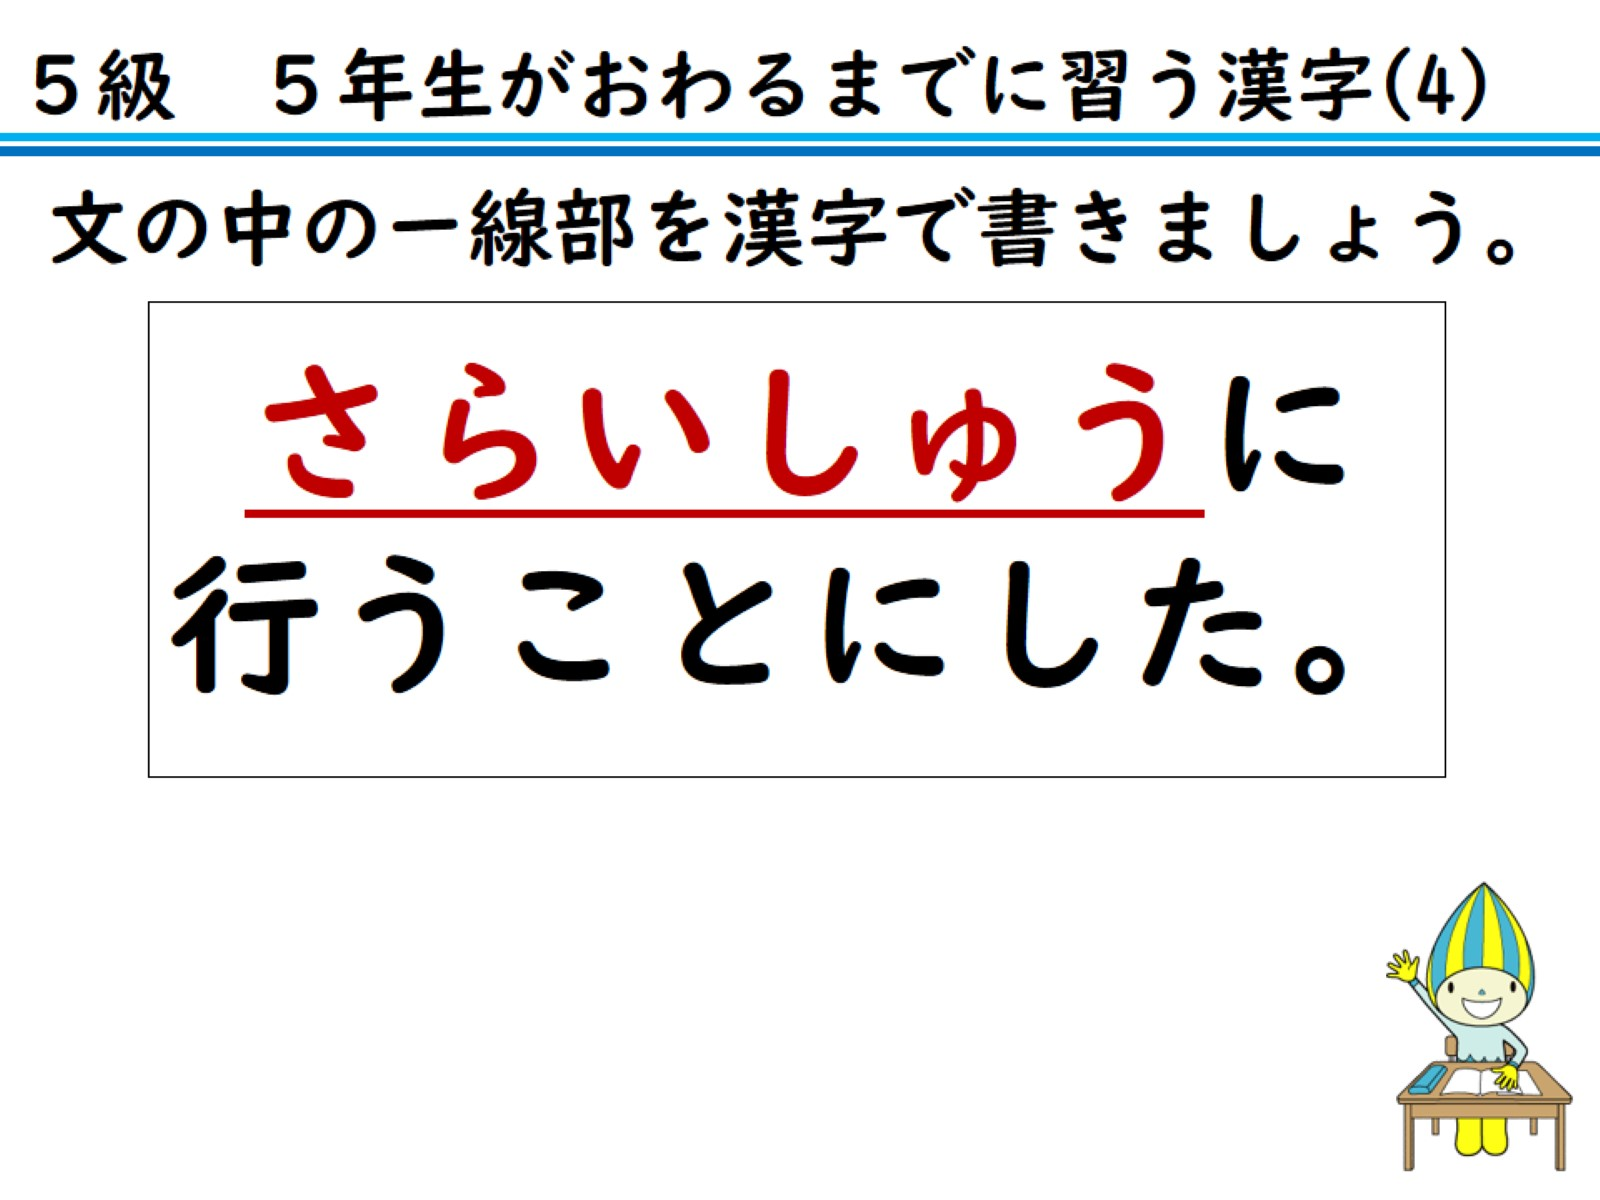 ５級　５年生がおわるまでに習う漢字(4)
文の中の―線部を漢字で書きましょう。
さらいしゅうに
行うことにした。